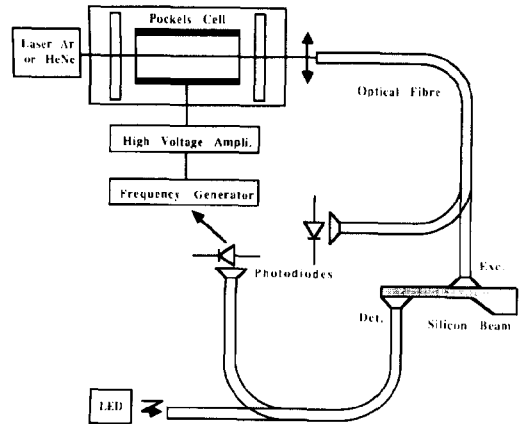 Pockels Cell
Laser Ar
or HeNe
Optical Fibre
High Voltage Ampli.
Frequency Generator
Photodiodes
Exc.
Det.
Silicon Beam
LED